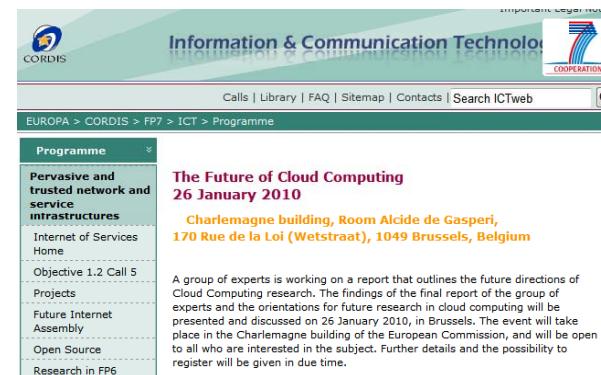 Important Legal No
CORDIS
Information & Communication Technolo
7
COOPERATION
Calls | Library | FAQ | Sitemap | Contacts | Search ICTweb
EUROPA > CORDIS > FP7 > ICT > Programme
Programme
Pervasive and
trusted network and
service
intrastructures
Internet of Services
Home
Objective 1.2 Call 5
Projects
Future Internet
Assembly
Open Source
Research in FP6
The Future of Cloud Computing
26 January 2010
Charlemagne building, Room Alcide de Gasperi,
170 Rue de la Loi (Wetstraat), 1049 Brussels, Belgium
A group of experts is working on a report that outlines the future directions of
Cloud Computing research. The findings of the final report of the group of
experts and the orientations for future research in cloud computing will be
presented and discussed on 26 January 2010, in Brussels. The event will take
place in the Charlemagne building of the European Commission, and will be open
to all who are interested in the subject. Further details and the possibility to
register will be given in due time.